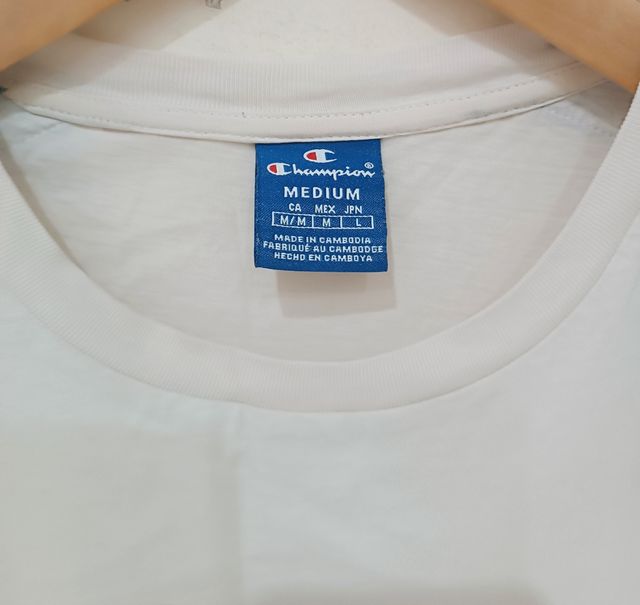 Champion®
MEDIUM
CA MEX JPN
M/M M L
MADE IN CAMBODIA
FABRIQUÉ AU CAMBODGE
HECHO EN CAMBOYA